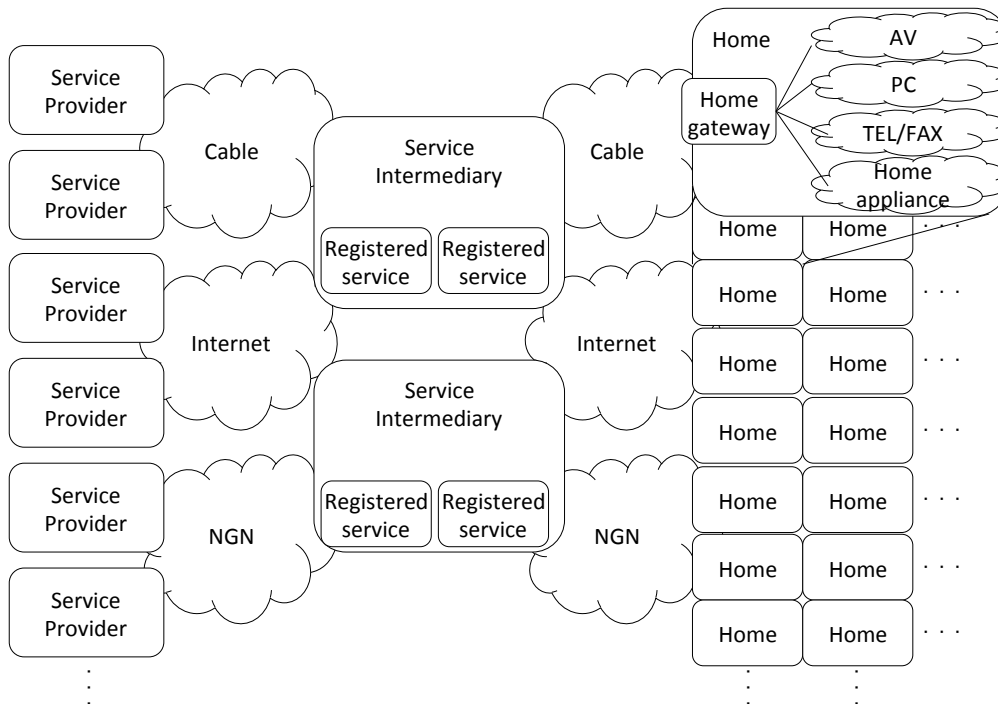 Service
Provider
Service
Provider
Service
Provider
Service
Provider
Service
Provider
Service
Provider
.
.
.
Cable
Internet
NGN
Service
Intermediary
Registered
service
Registered
service
Service
Intermediary
Registered
service
Registered
service
Cable
Internet
NGN
Home
Home
gateway
AV
PC
TEL/FAX
Home
appliance
Home Home . . .
Home Home . . .
Home Home . . .
Home Home . . .
Home Home . . .
Home Home . . .
Home Home . . .
. .
. .
. .